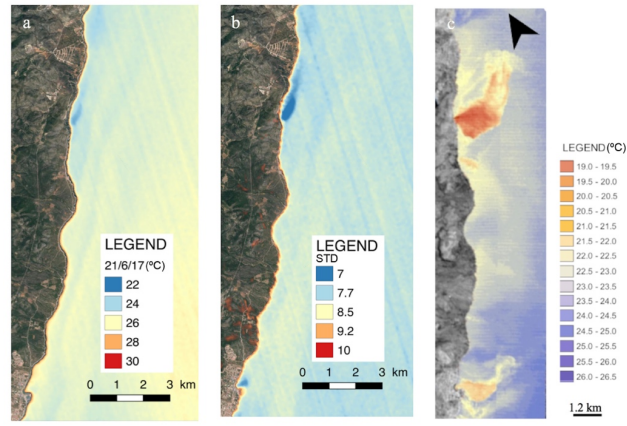 a
LEGEND
21/6/17(ºC)
22
24
26
28
30
0 1 2 3 km
b
LEGEND
STD
7
7.7
8.5
9.2
10
0 1 2 3 km
c
LEGEND(ºC)
19.0 - 19.5
19.5 - 20.0
20.0 - 20.5
20.5 - 21.0
21.0 - 21.5
21.5 - 22.0
22.0 - 22.5
22.5 - 23.0
23.0 - 23.5
23.5 - 24.0
24.0 - 24.5
24.5 - 25.0
25.0 - 25.5
25.5 - 26.0
26.0 - 26.5
1.2 km